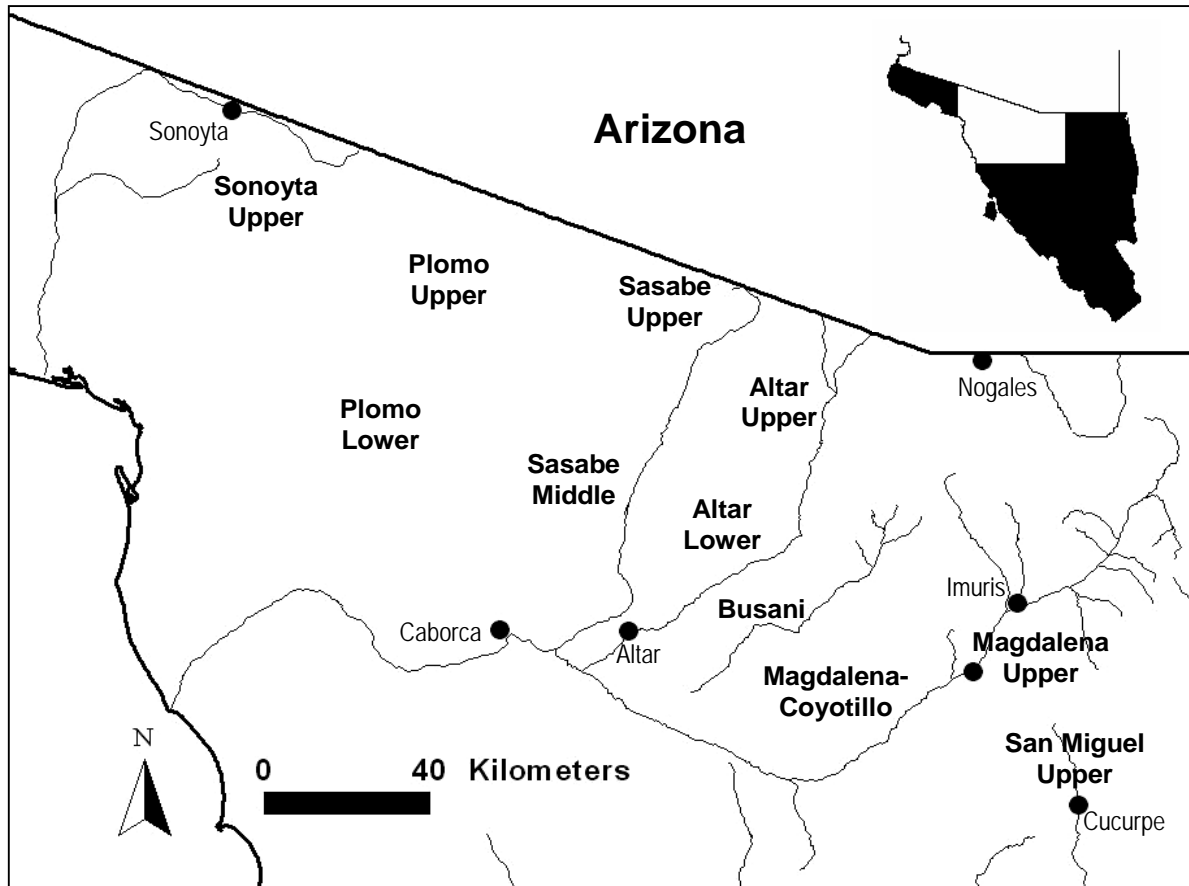 Arizona
Sonoyta
Sonoyta
Upper
Plomo
Upper
Sasabe
Upper
Nogales
Altar
Upper
Plomo
Lower
Sasabe
Middle
Altar
Lower
Imuris
Busani
Caborca
Altar
Magdalena
Upper
Magdalena-
Coyotillo
San Miguel
Upper
N
0 40 Kilometers
Cucurpe